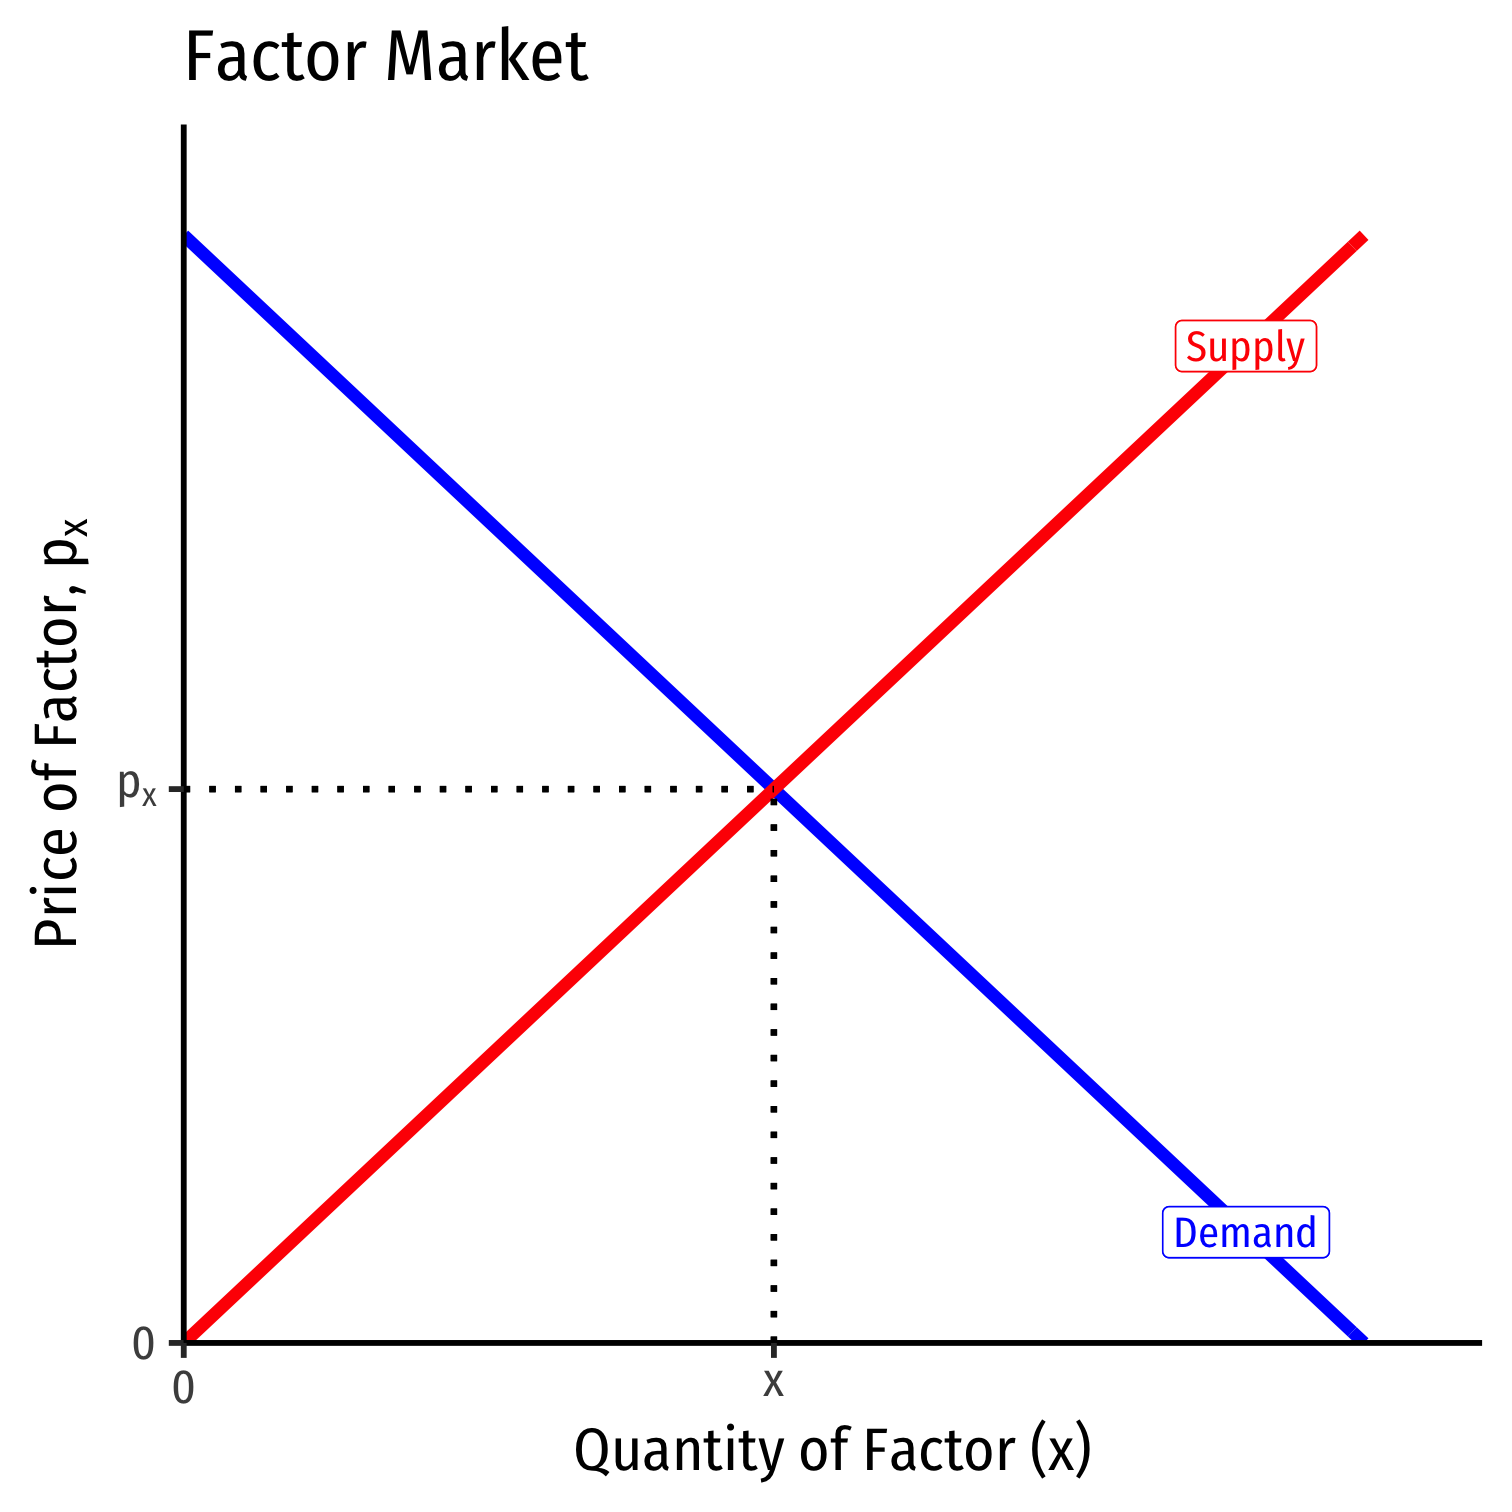 Factor Market
Price of Factor, pₓ
Supply
pₓ
Demand
0
0
x
Quantity of Factor (x)